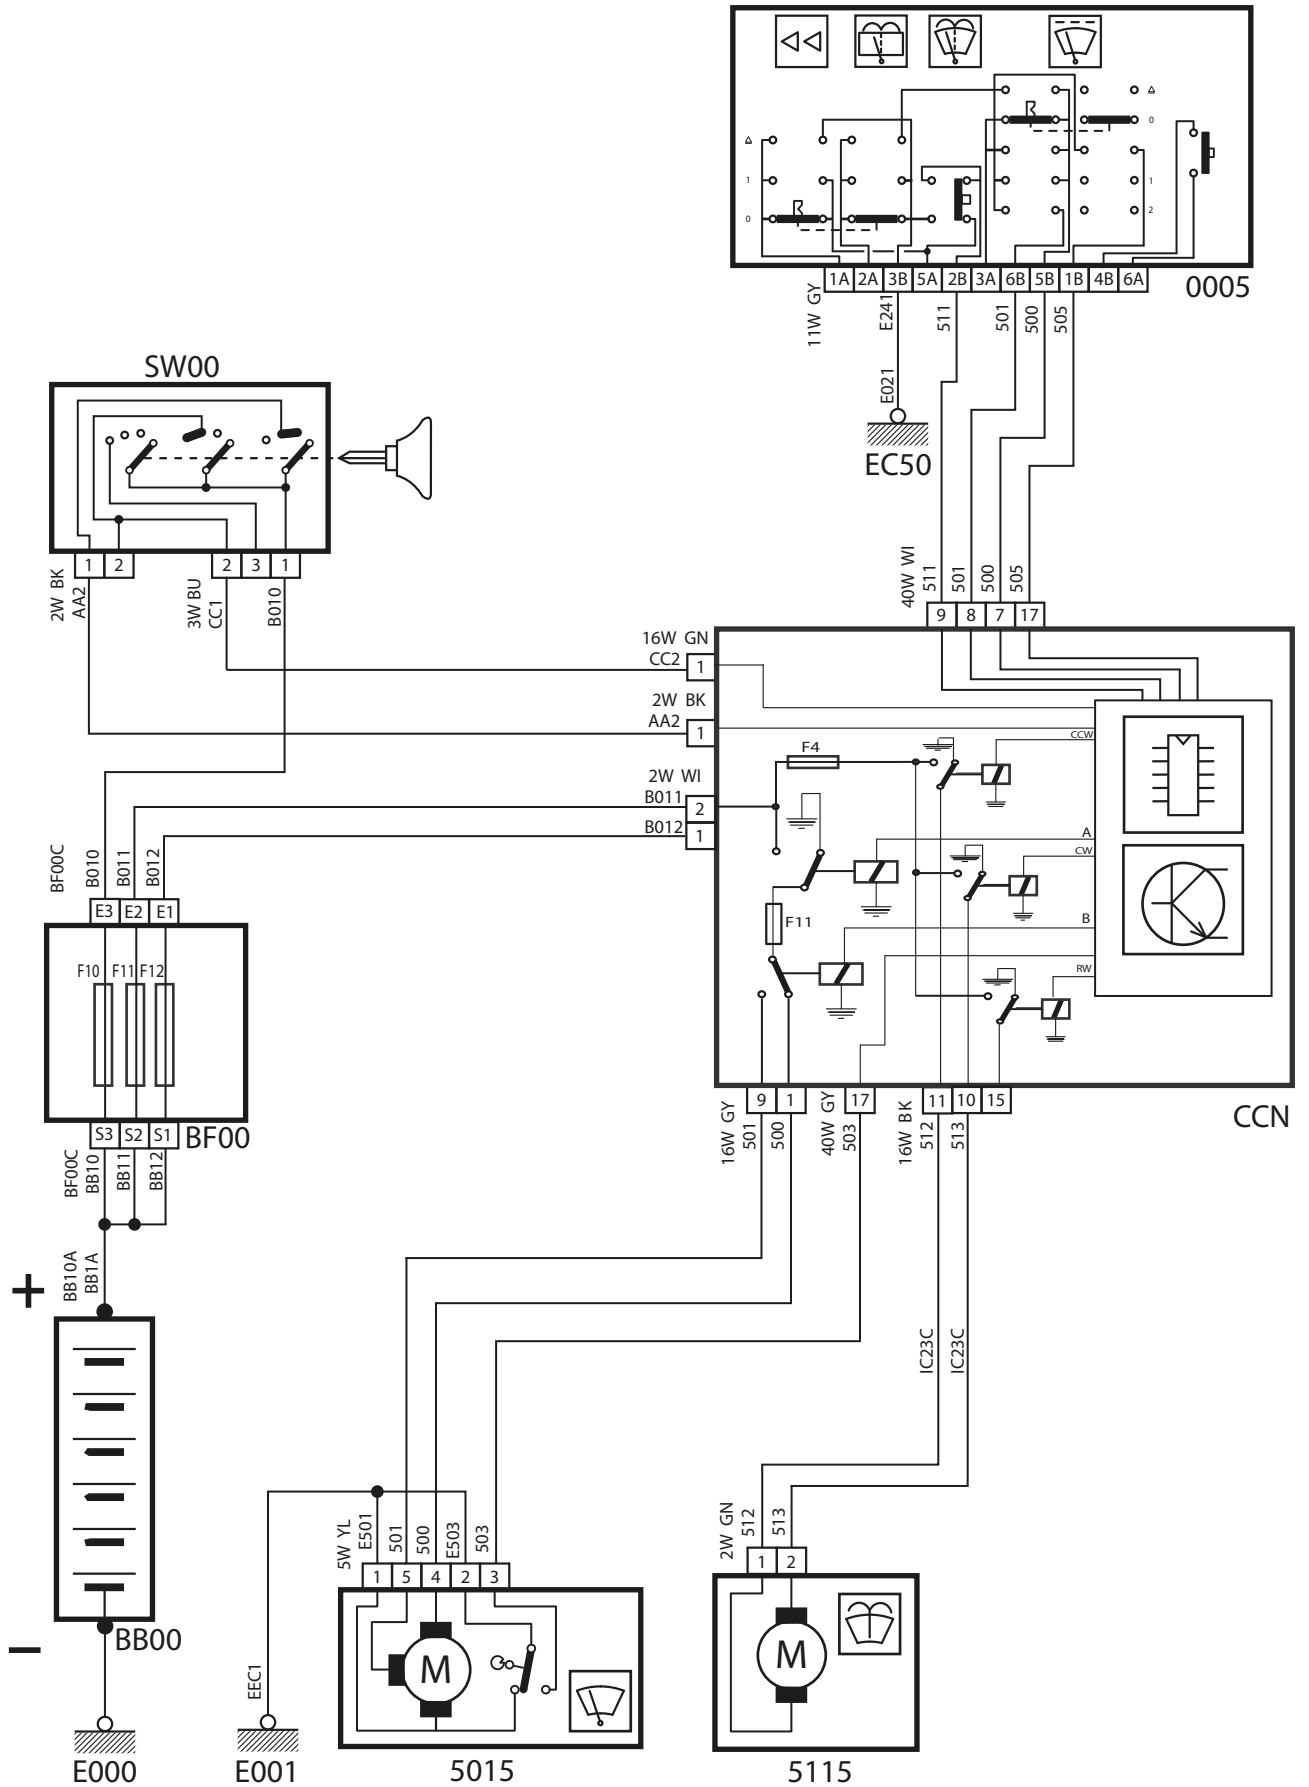 1
0
0
1
2
1A 2A 3B 5A 2B 3A 6B 5B 1B 4B 6A
0005
11W GY
E241
511
501
500
505
E021
EC50
SW00
1 2 2 3 1
2W BK
AA2
3W BU
CC1
B010
40W WI
511
501
500
505
9 8 7 17
16W GN
CC2
1
2W BK
AA2
1
2W WI
B011
2
B012
1
F4
CCW
A
CW
F11
B
RW
BF00C
B010
B011
B012
E3 E2 E1
F10 F11 F12
S3 S2 S1
BF00
BF00C
BB10
BB11
BB12
9 1 17 11 10 15
CCN
16W GY
501
500
40W GY
503
16W BK
512
513
BB10A
BB1A
+
IC23C
IC23C
5W YL
E501
501
500
E503
503
1 5 4 2 3
2W GN
512
513
1 2
M
M
BB00
−
EEC1
E000
E001
5015
5115